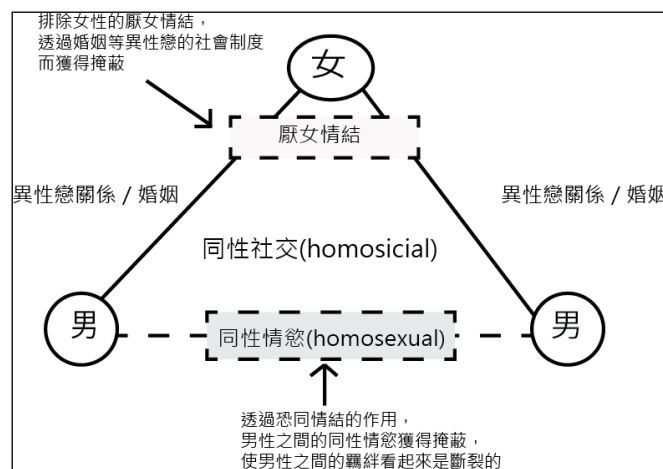 排除女性的厭女情結，
透過婚姻等異性戀的社會制度
而獲得掩蔽
女
厭女情結
異性戀關係 / 婚姻
異性戀關係 / 婚姻
同性社交(homosicial)
男
同性情慾(homosexual)
男
透過恐同情結的作用，
男性之間的同性情慾獲得掩蔽，
使男性之間的羈絆看起來是斷裂的